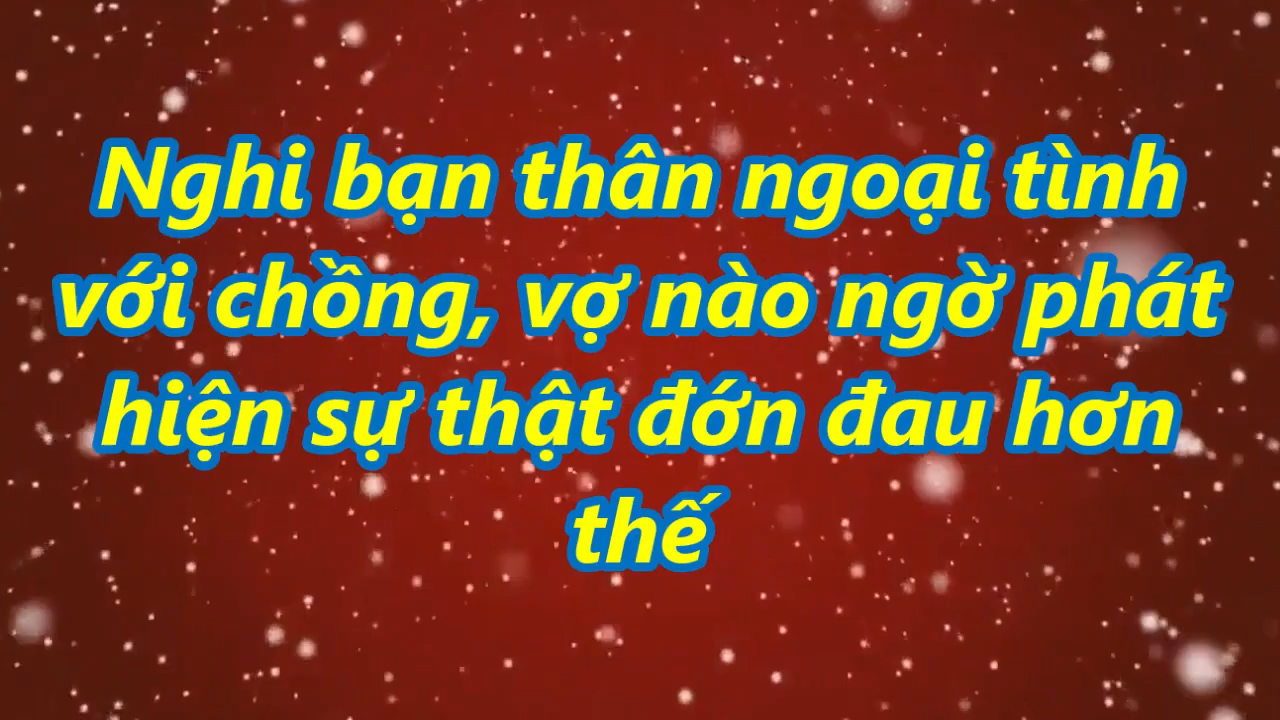 Nghi bạn thân ngoại tình
với chồng, vợ nào ngờ phát
hiện sự thật đớn đau hơn
thế